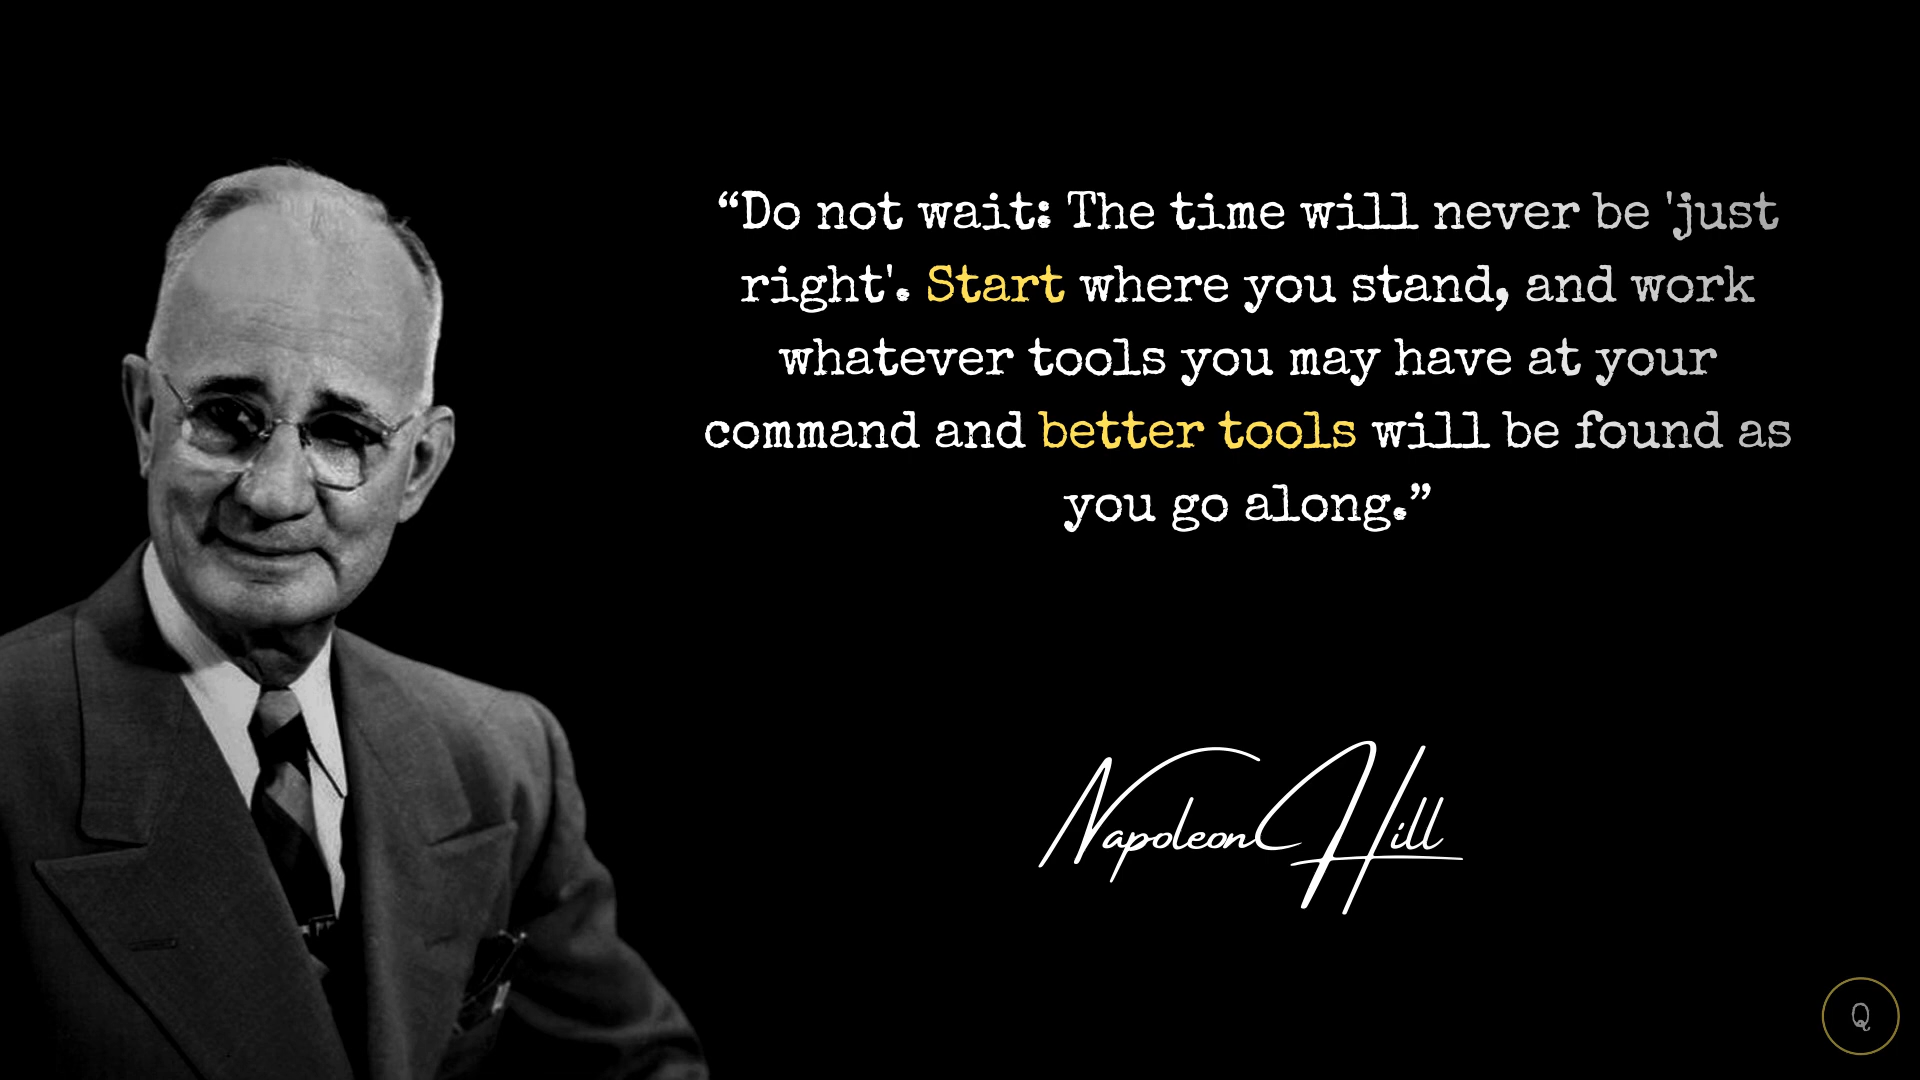 “Do not wait: The time will never be 'just
right'. Start where you stand, and work
whatever tools you may have at your
command and better tools will be found as
you go along.”
Napoleon Hill
Q